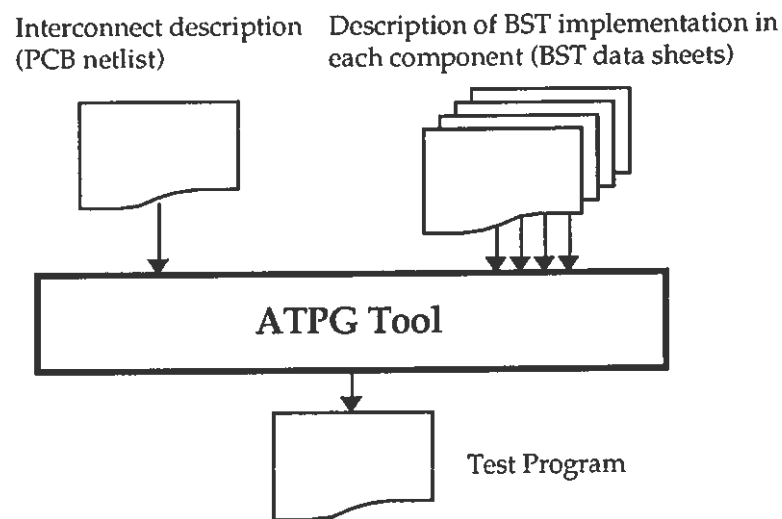 Interconnect description
(PCB netlist)
Description of BST implementation in
each component (BST data sheets)
ATPG Tool
Test Program